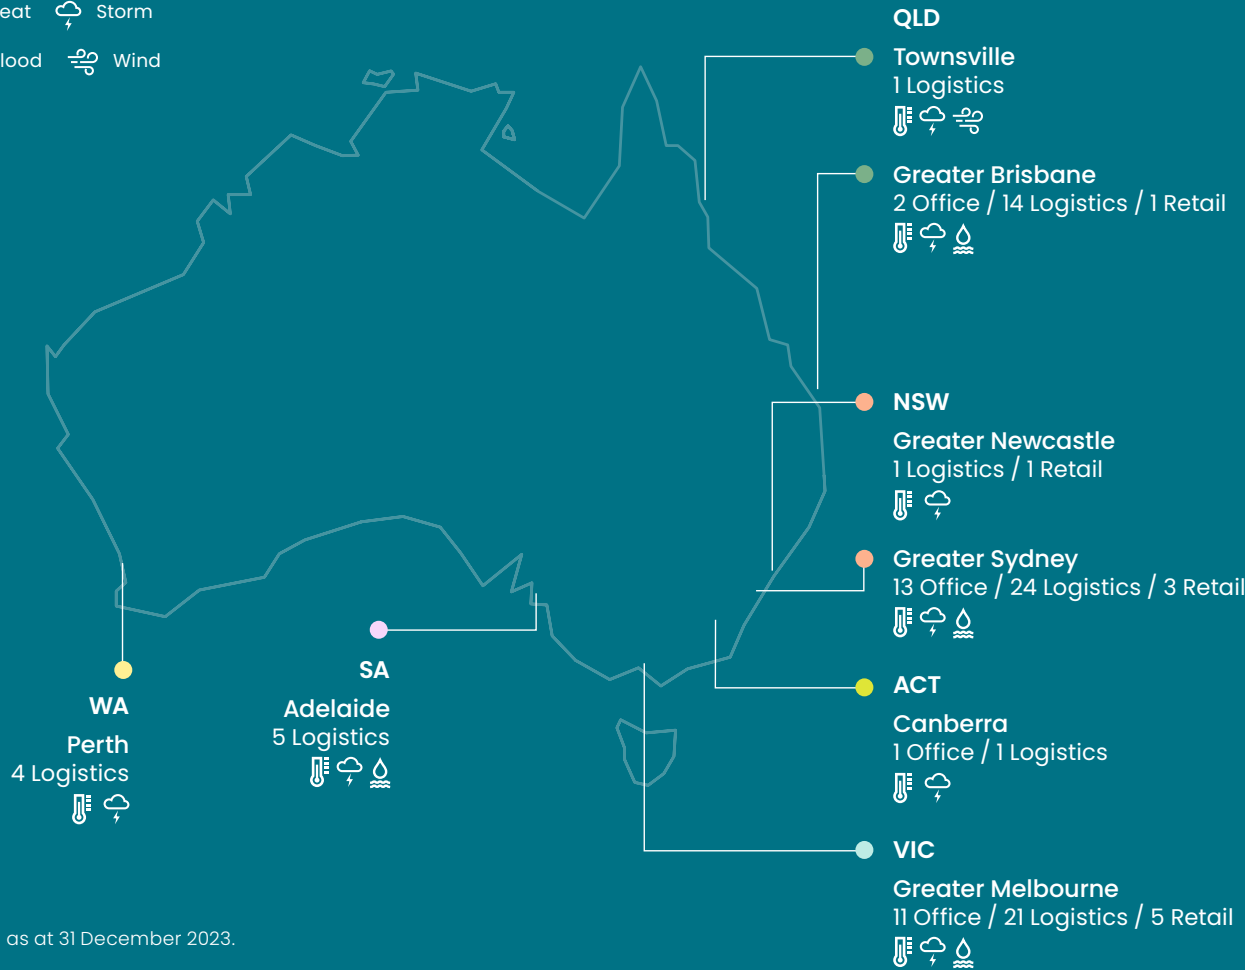 eat Storm
lood Wind
QLD
Townsville
1 Logistics
Greater Brisbane
2 Office / 14 Logistics / 1 Retail
NSW
Greater Newcastle
1 Logistics / 1 Retail
Greater Sydney
13 Office / 24 Logistics / 3 Retail
ACT
Canberra
1 Office / 1 Logistics
VIC
Greater Melbourne
11 Office / 21 Logistics / 5 Retail
SA
Adelaide
5 Logistics
WA
Perth
4 Logistics
as at 31 December 2023.